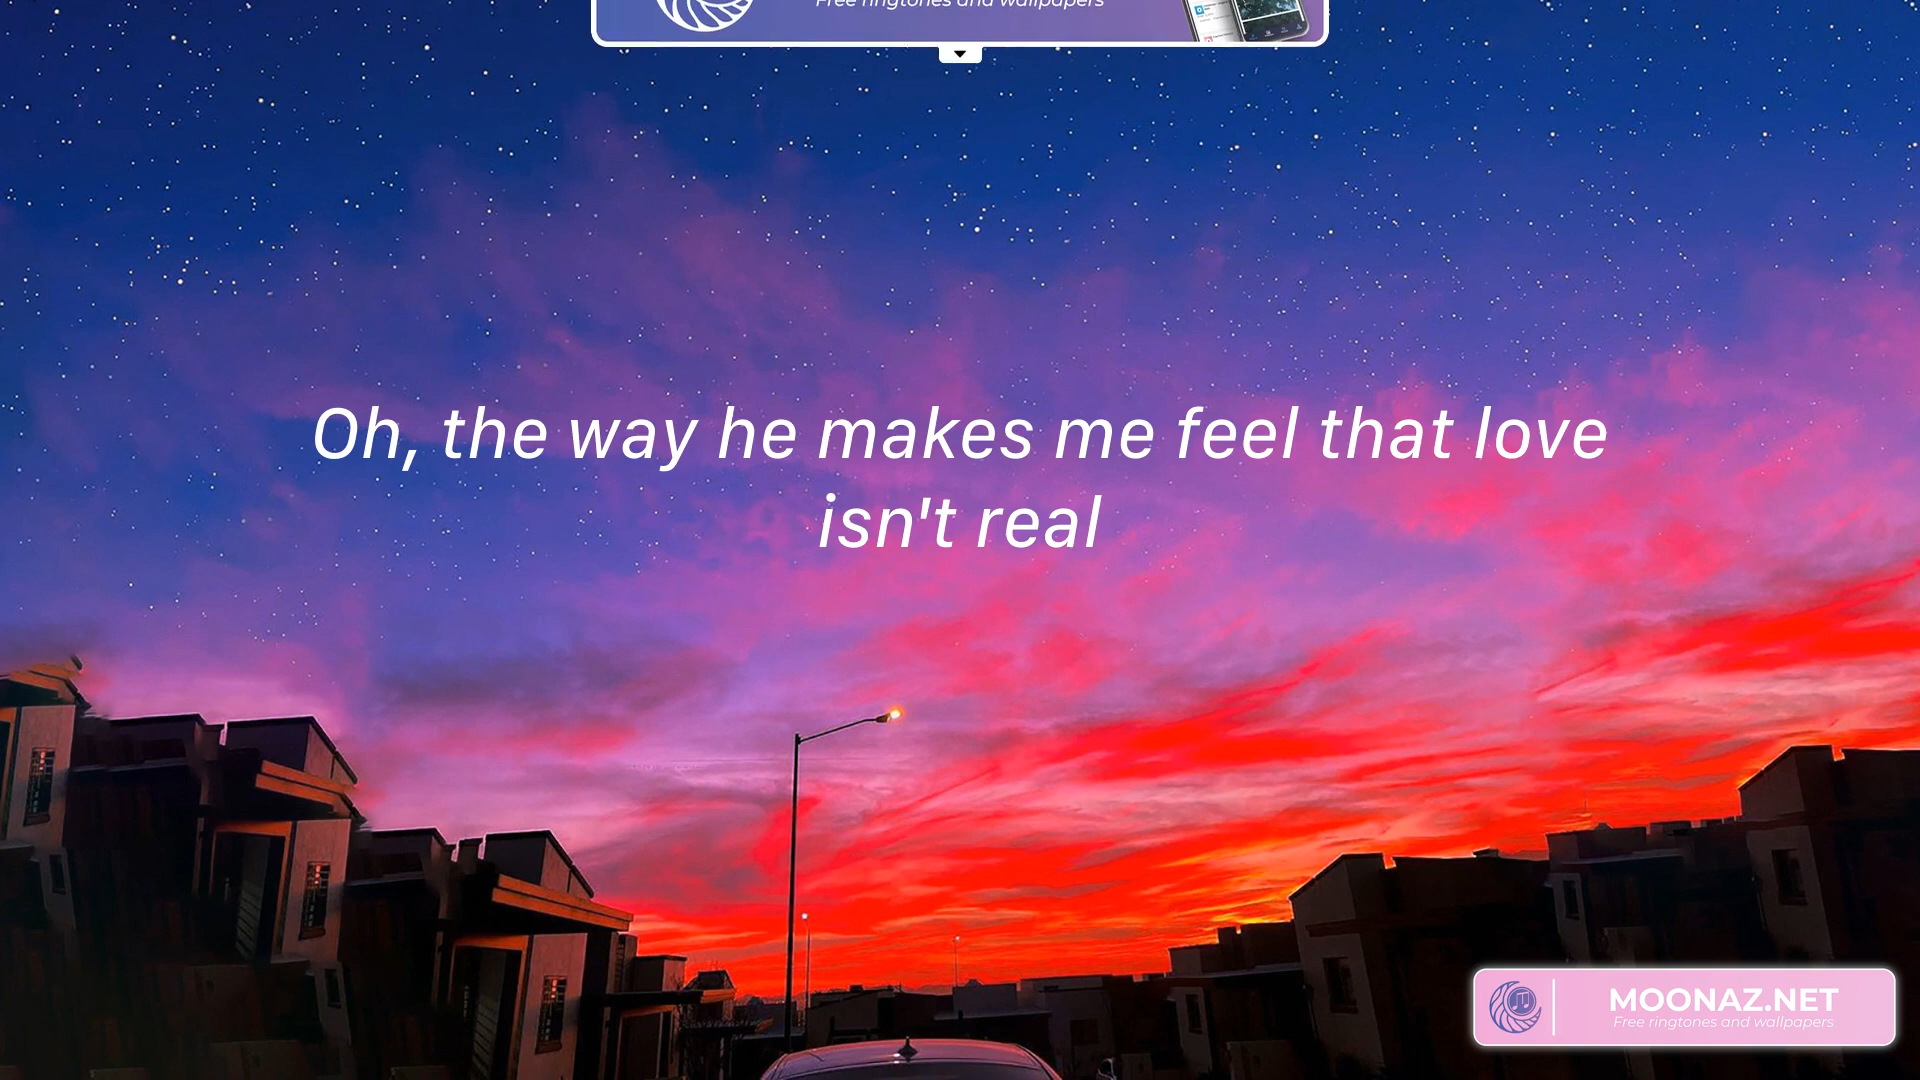 Free ringtones and wallpapers
Oh, the way he makes me feel that love
isn't real
MOONAZ.NET
Free ringtones and wallpapers